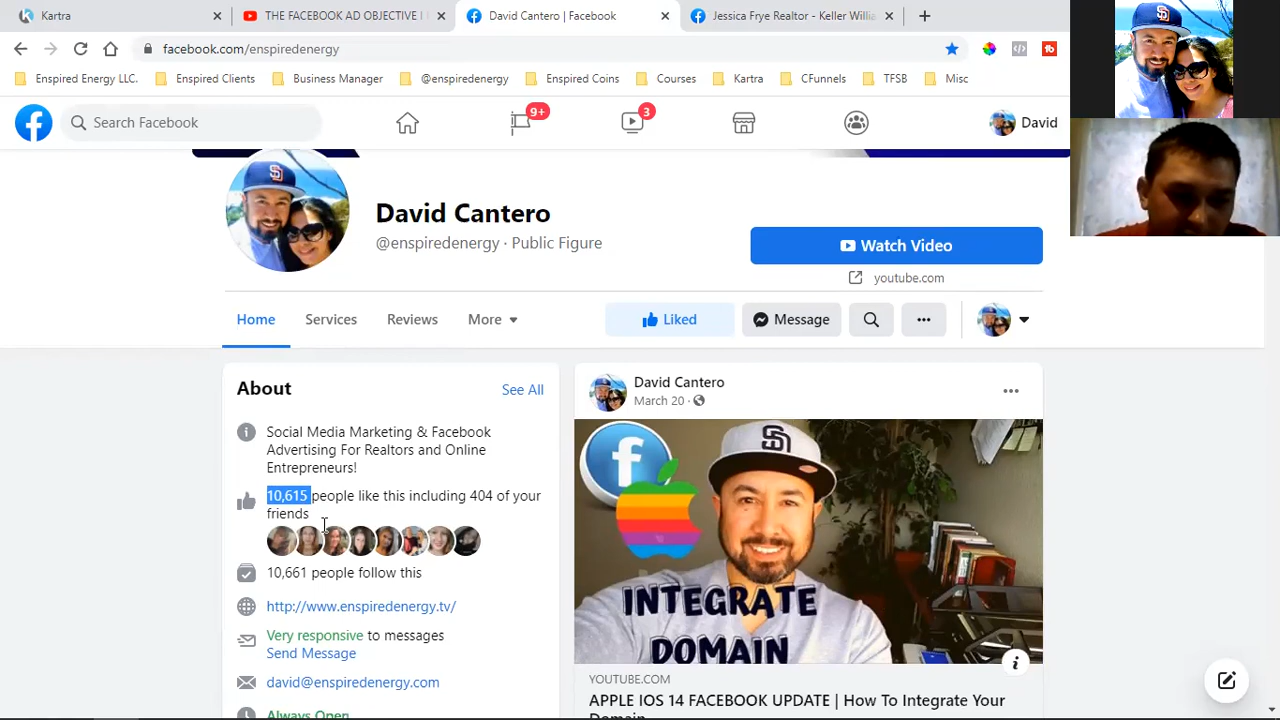 Kartra
THE FACEBOOK AD OBJECTIVE I
David Cantero | Facebook
Jessica Frye Realtor - Keller Willia
facebook.com/enspiredenergy
Enspired Energy LLC.
Enspired Clients
Business Manager
@enspiredenergy
Enspired Coins
Courses
Kartra
CFunnels
TFSB
Misc
Search Facebook
9+
3
David
David Cantero
@enspiredenergy · Public Figure
Watch Video
youtube.com
Home
Services
Reviews
More
Liked
Message
About
See All
Social Media Marketing & Facebook
Advertising For Realtors and Online
Entrepreneurs!
10,615 people like this including 404 of your
friends
10,661 people follow this
http://www.enspiredenergy.tv/
Very responsive to messages
Send Message
david@enspiredenergy.com
Always Open
David Cantero
March 20 ·
INTEGRATE
DOMAIN
YOUTUBE.COM
APPLE IOS 14 FACEBOOK UPDATE | How To Integrate Your
Domain